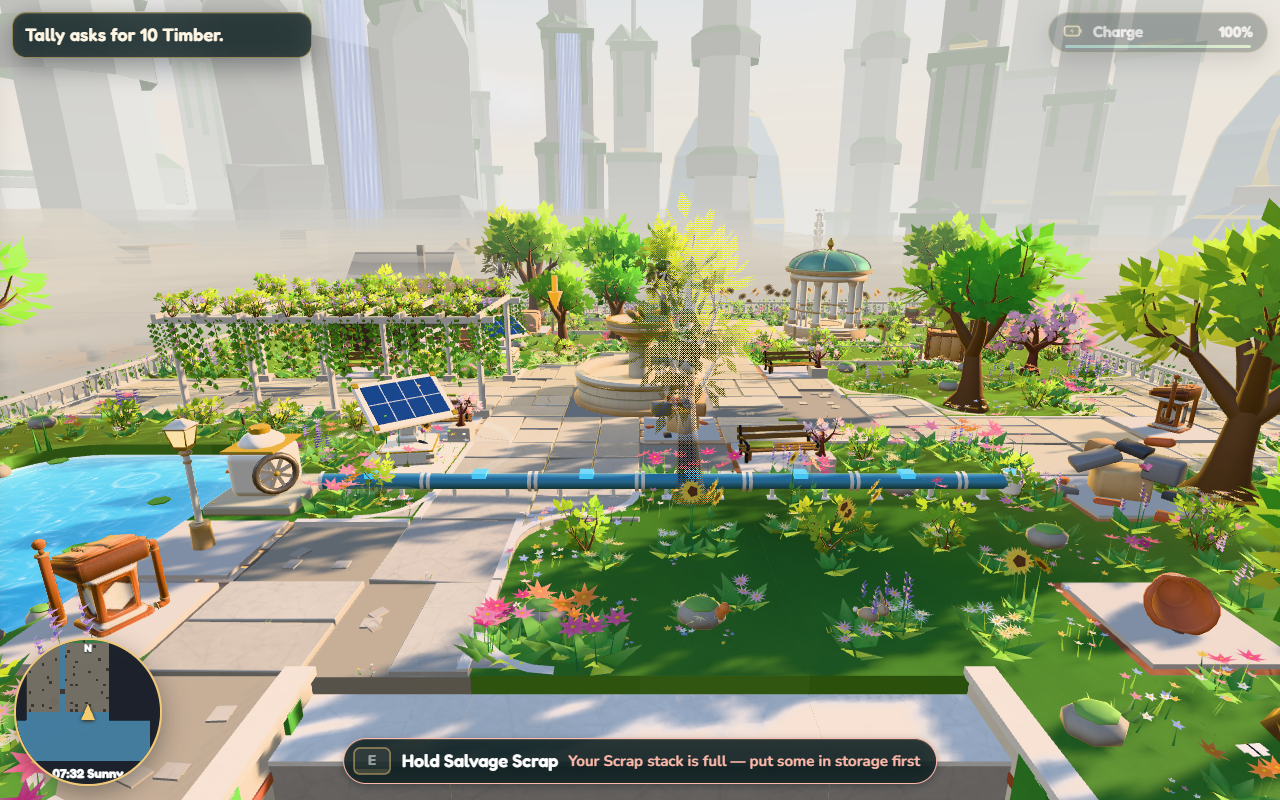 Tally asks for 10 Timber.
Charge 100%
N
07:32 Sunny
E Hold Salvage Scrap Your Scrap stack is full — put some in storage first